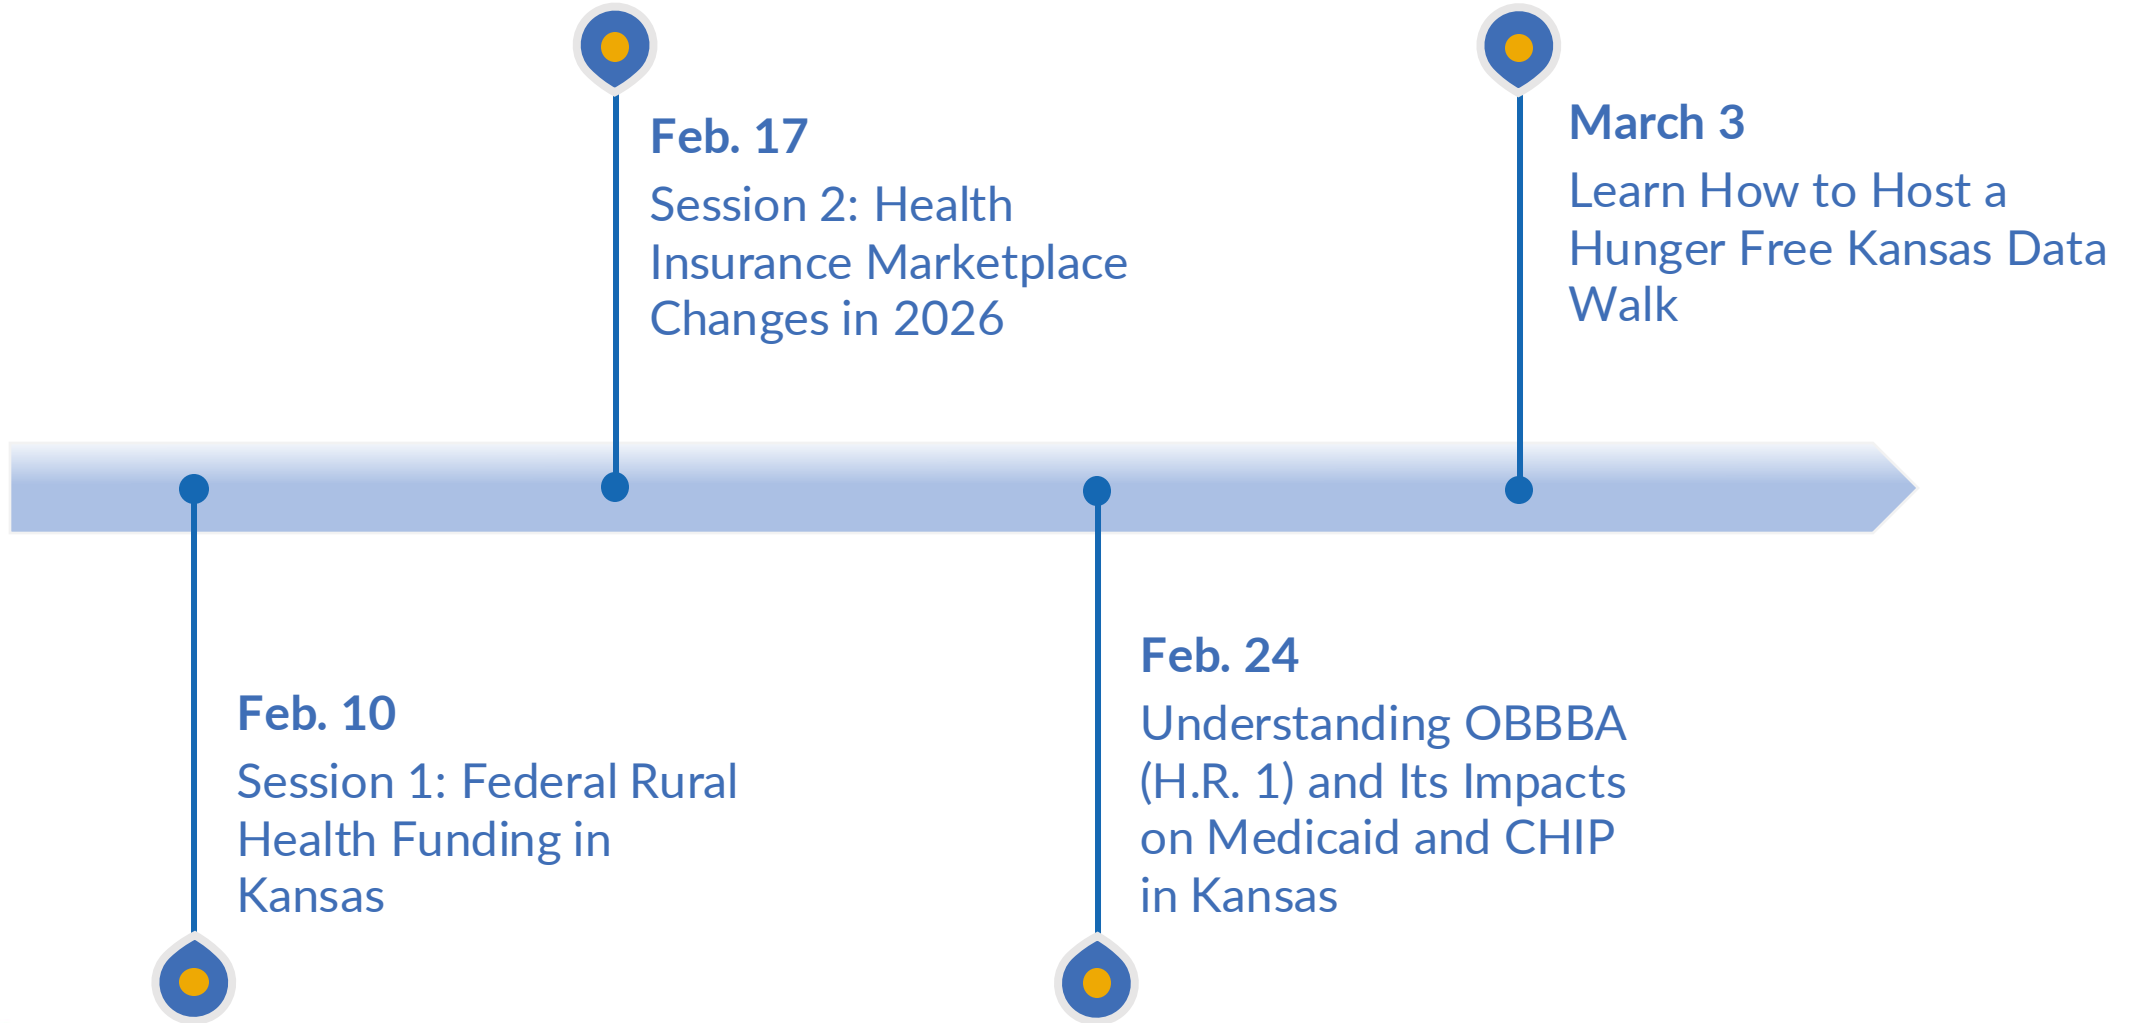 Feb. 10
Session 1: Federal Rural
Health Funding in
Kansas
Feb. 17
Session 2: Health
Insurance Marketplace
Changes in 2026
Feb. 24
Understanding OBBBA
(H.R. 1) and Its Impacts
on Medicaid and CHIP
in Kansas
March 3
Learn How to Host a
Hunger Free Kansas Data
Walk